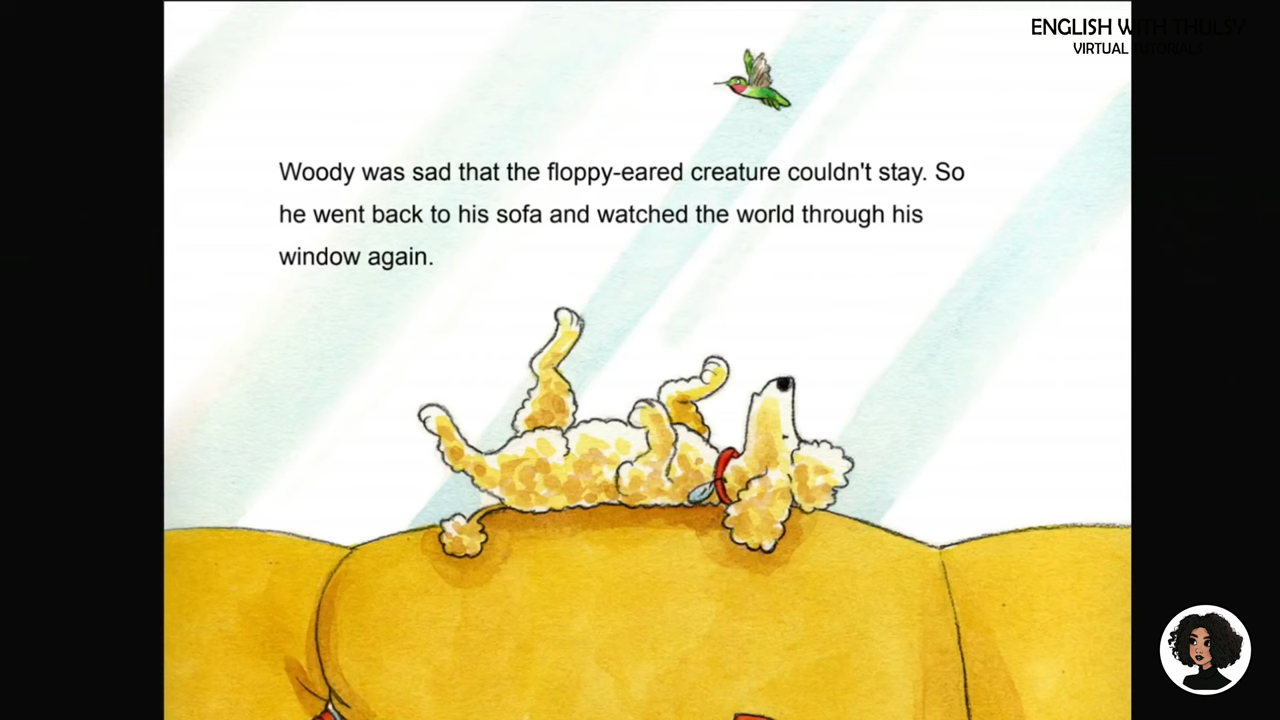 ENGLISH WITH THULSY
VIRTUAL TUTORIALS
Woody was sad that the floppy-eared creature couldn't stay. So
he went back to his sofa and watched the world through his
window again.